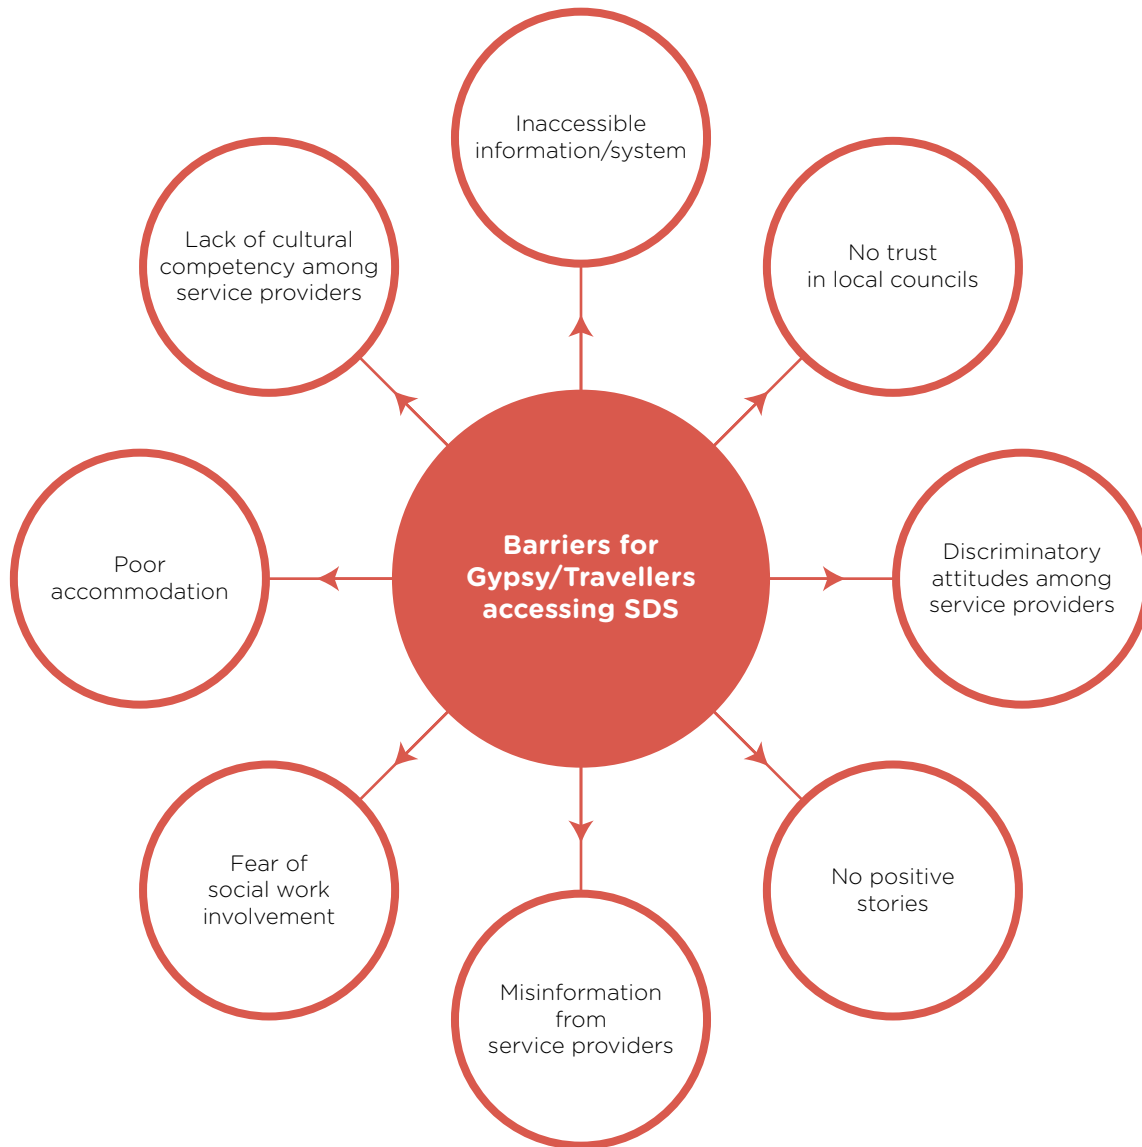 Inaccessible
information/system
Lack of cultural
competency among
service providers
No trust
in local councils
Poor
accommodation
Barriers for
Gypsy/Travellers
accessing SDS
Discriminatory
attitudes among
service providers
Fear of
social work
involvement
No positive
stories
Misinformation
from
service providers